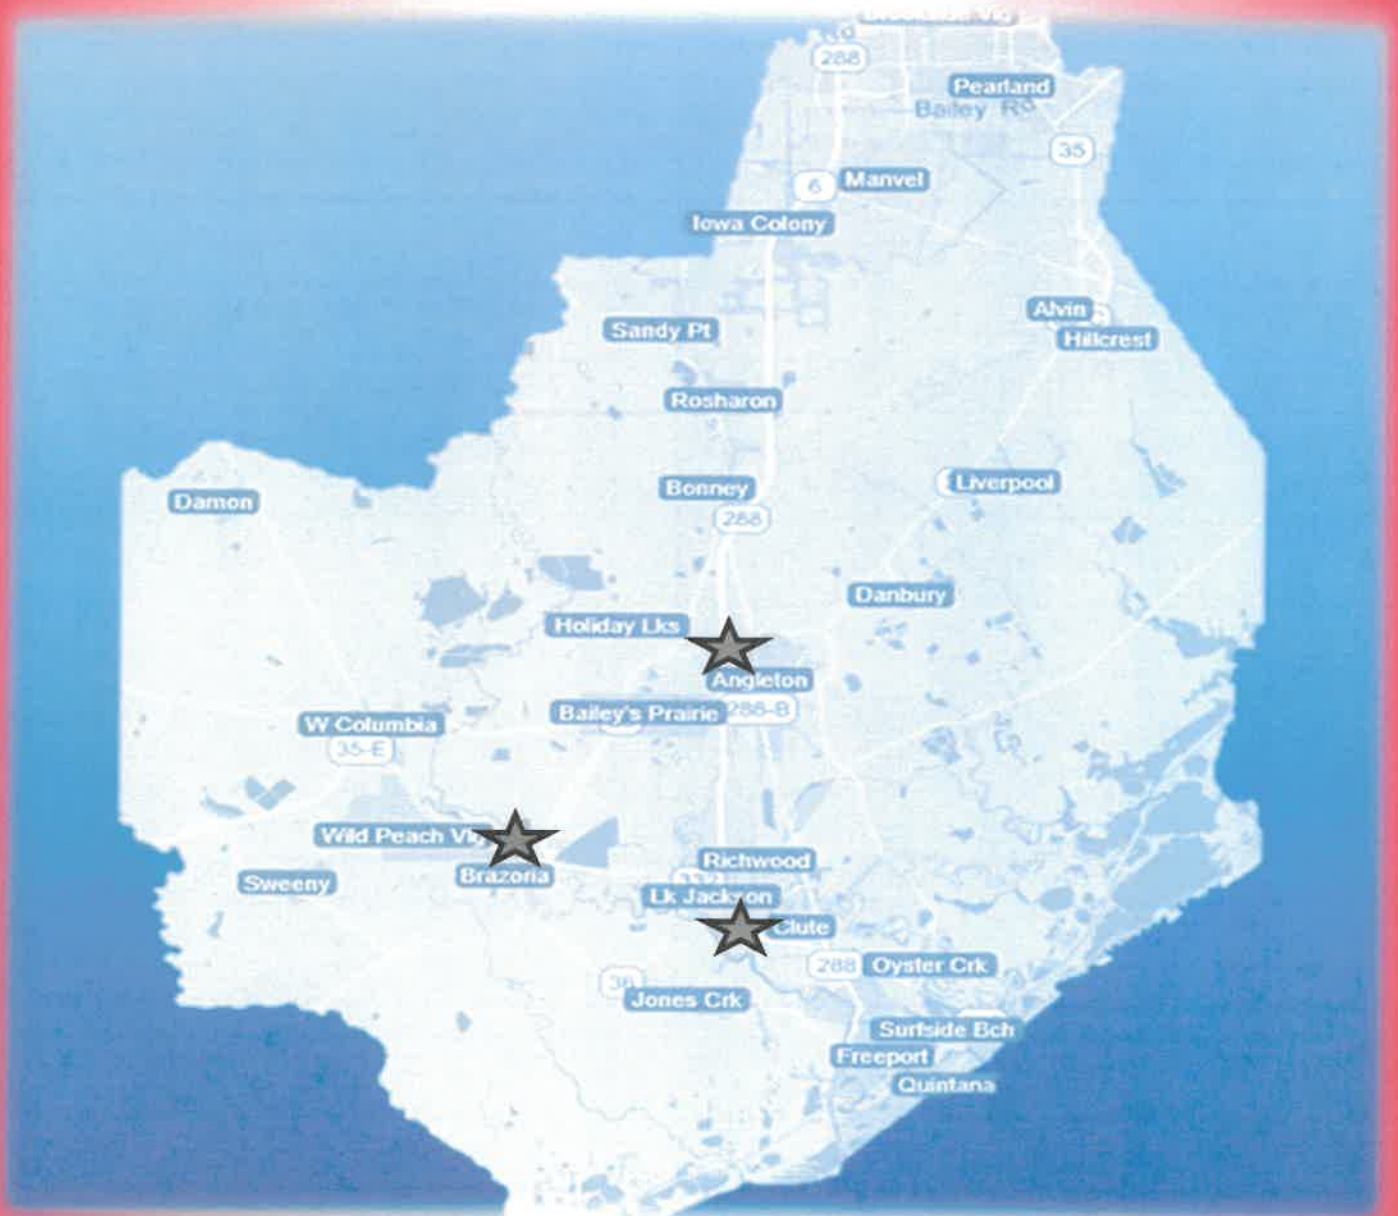 288
Pearland
Bailey Rd
35
6
Manvel
Iowa Colony
Alvin
Sandy Pt
Hillcrest
Rosharon
Liverpool
Bonney
Damon
288
Danbury
Holiday Lks
Angleton
Bailey's Prairie
288-B
W Columbia
35-E
Wild Peach
Richwood
Brazoria
Sweeny
Lk Jackson
Clute
288
Oyster Crk
36
Jones Crk
Surfside Bch
Freeport
Quintana